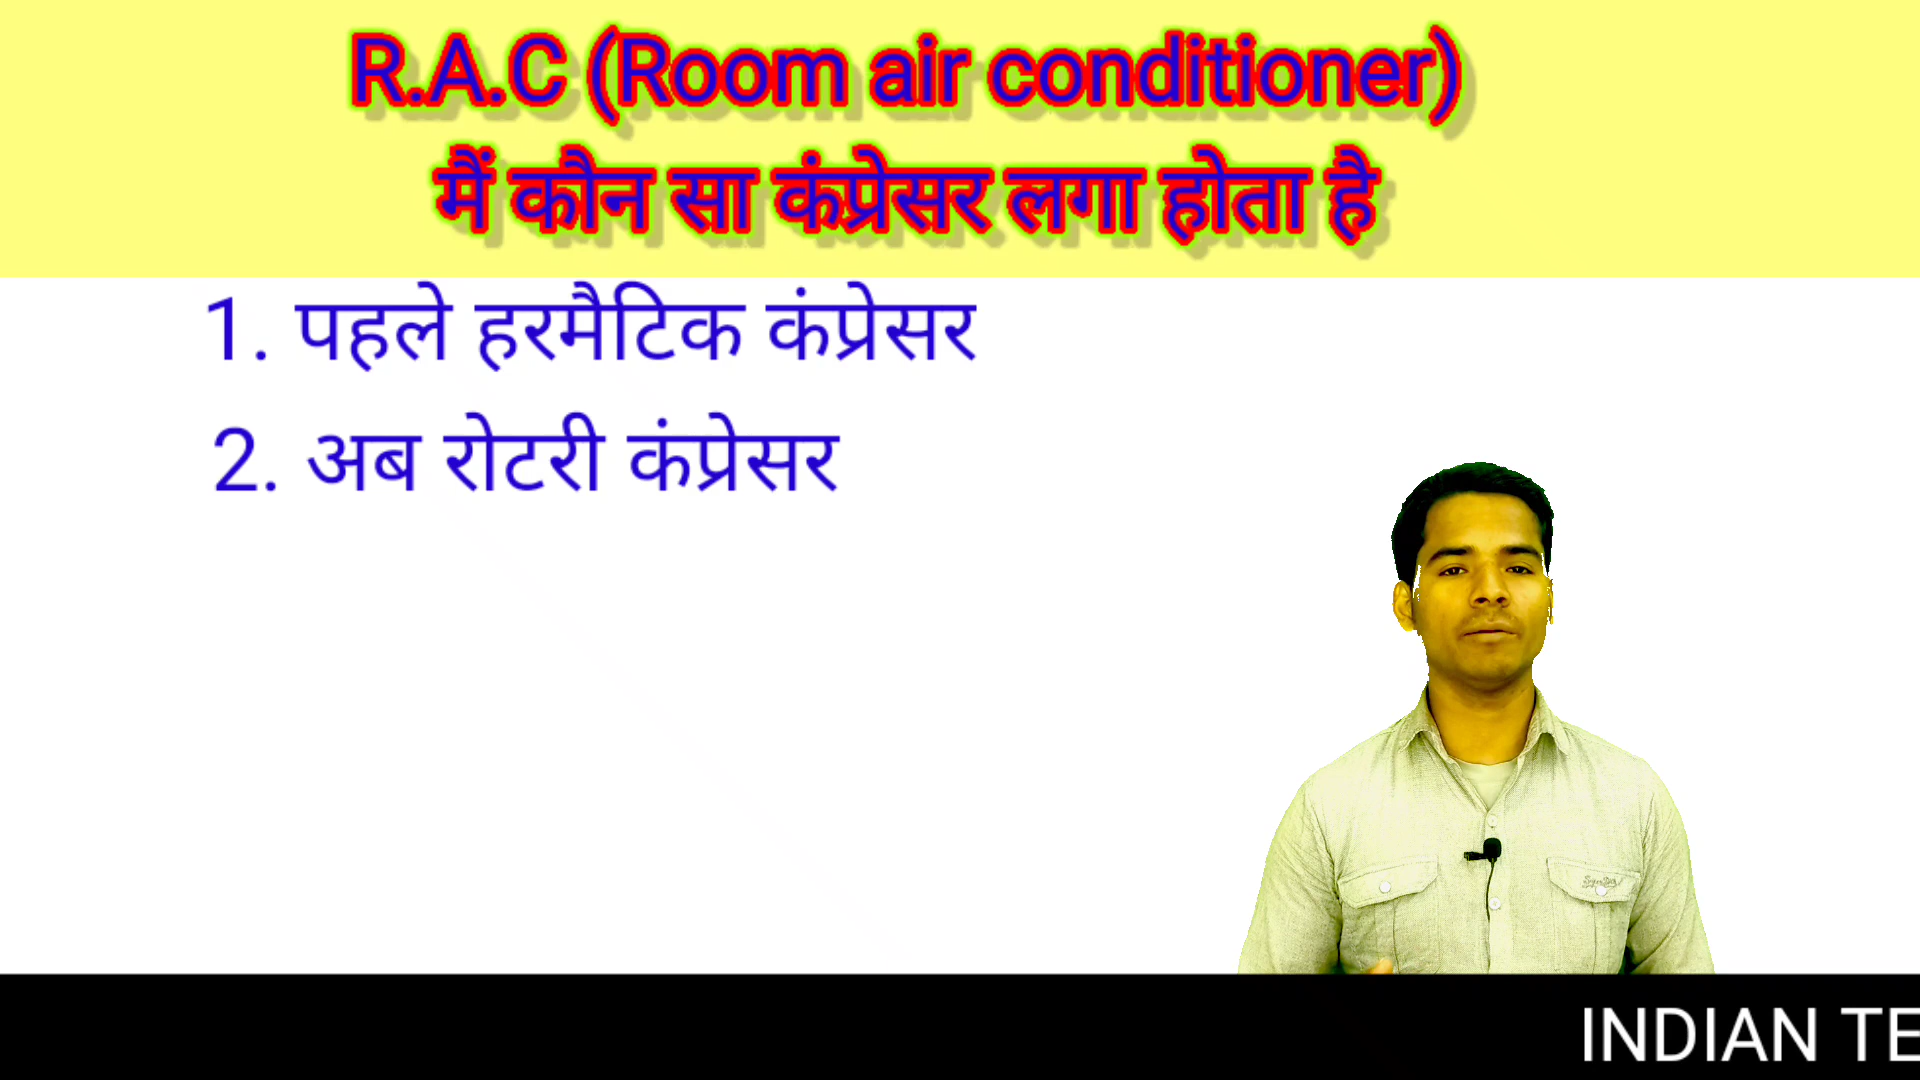 R.A.C (Room air conditioner)
मैं कौन सा कंप्रेसर लगा होता है
1. पहले हरमैटिक कंप्रेसर
2. अब रोटरी कंप्रेसर
INDIAN TE